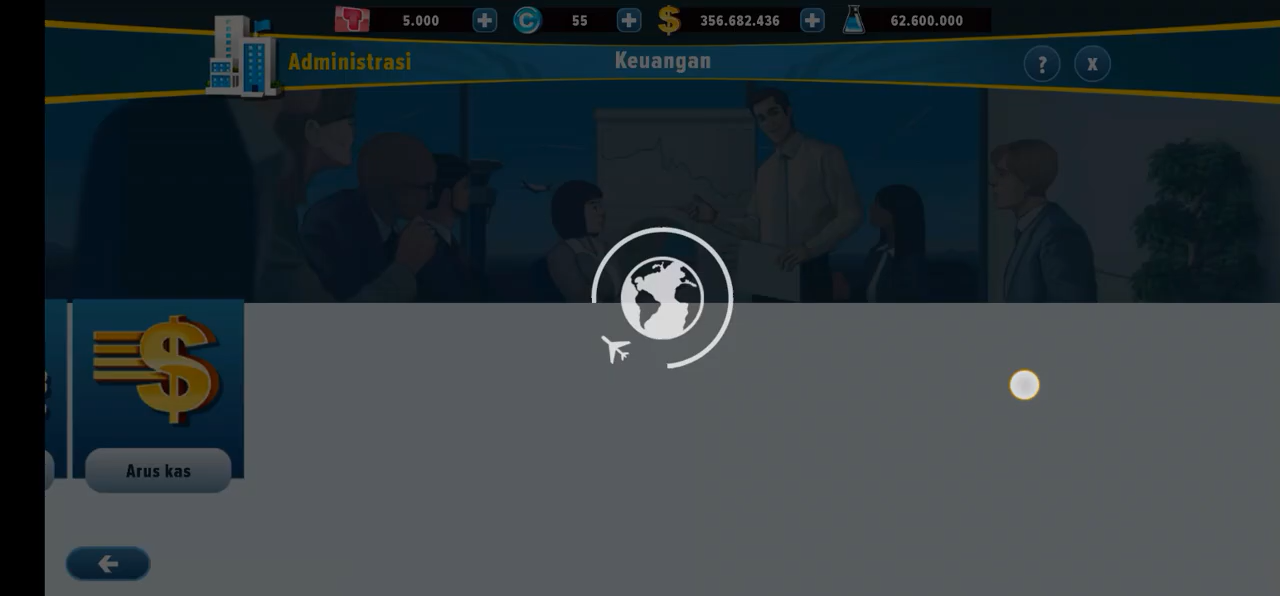 5.000
55
356.682.436
62.600.000
Administrasi
Keuangan
?
X
Arus kas